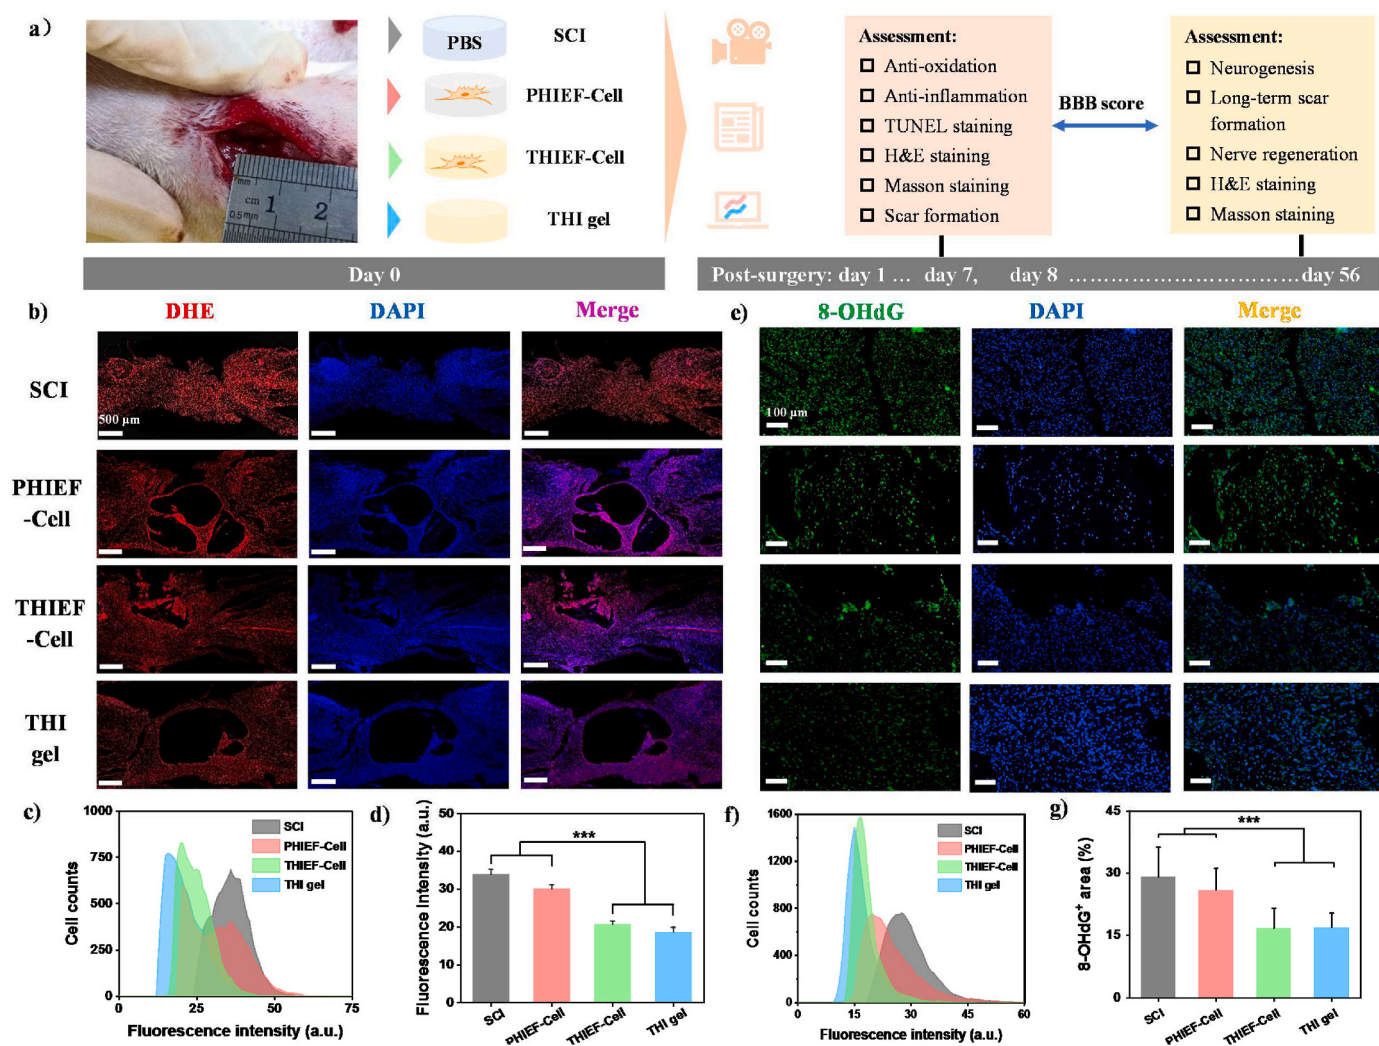 a)
PBS
SCI
PHIEF-Cell
THIEF-Cell
THI gel
mm
cm 1 2
0.5mm
Assessment:
Anti-oxidation
Anti-inflammation
TUNEL staining
H&E staining
Masson staining
Scar formation
BBB score
Assessment:
Neurogenesis
Long-term scar
formation
Nerve regeneration
H&E staining
Masson staining
Day 0
Post-surgery: day 1 ... day 7, day 8 ....................................... day 56
b)
DHE
DAPI
Merge
SCI
500 μm
PHIEF
-Cell
THIEF
-Cell
THI
gel
e)
8-OHdG
DAPI
Merge
100 μm
c)
1000
750
500
250
0
Cell counts
SCI
PHIEF-Cell
THIEF-Cell
THI gel
0 25 50 75
Fluorescence intensity (a.u.)
d)
Fluorescence intensity (a.u.)
50
40
30
20
10
0
***
SCI
PHIEF-Cell
THIEF-Cell
THI gel
f)
1600
1200
800
400
0
Cell counts
SCI
PHIEF-Cell
THIEF-Cell
THI gel
0 15 30 45 60
Fluorescence intensity (a.u.)
g)
8-OHdG+ area (%)
45
30
15
0
***
SCI
PHIEF-Cell
THIEF-Cell
THI gel